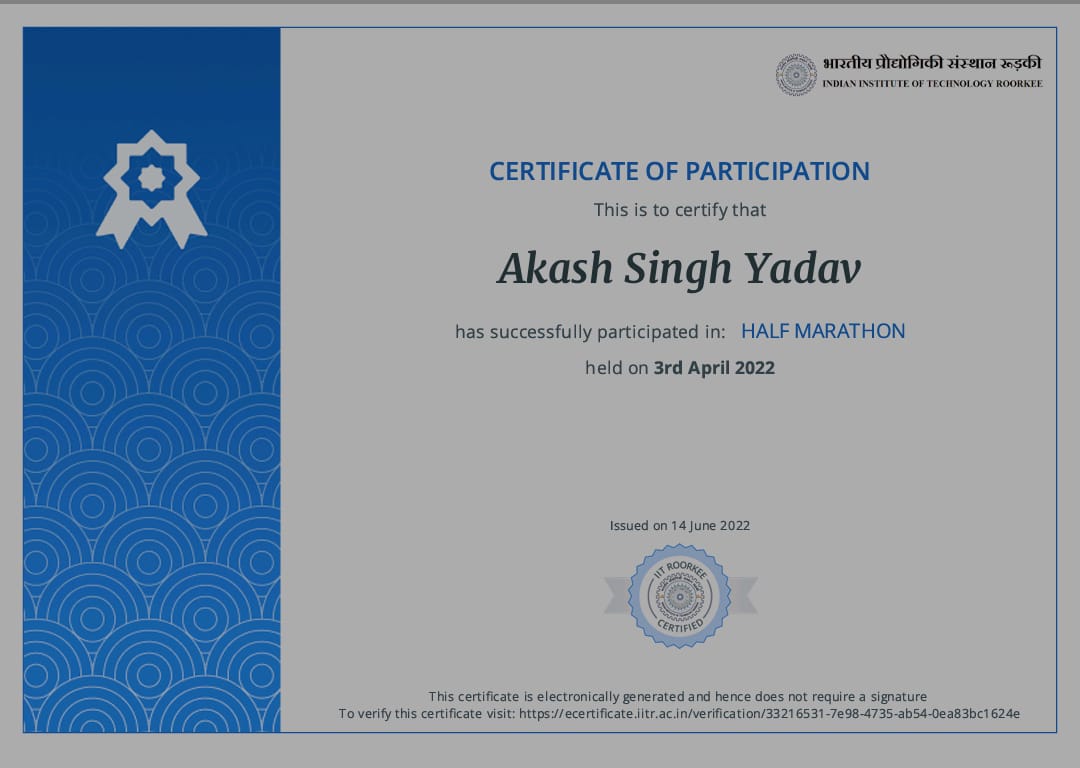 भारतीय प्रौद्योगिकी संस्थान रूड़की
INDIAN INSTITUTE OF TECHNOLOGY ROORKEE
CERTIFICATE OF PARTICIPATION
This is to certify that
Akash Singh Yadav
has successfully participated in: HALF MARATHON
held on 3rd April 2022
Issued on 14 June 2022
IIT ROORKEE
CERTIFIED
This certificate is electronically generated and hence does not require a signature
To verify this certificate visit: https://ecertificate.iitr.ac.in/verification/33216531-7e98-4735-ab54-0ea83bc1624e